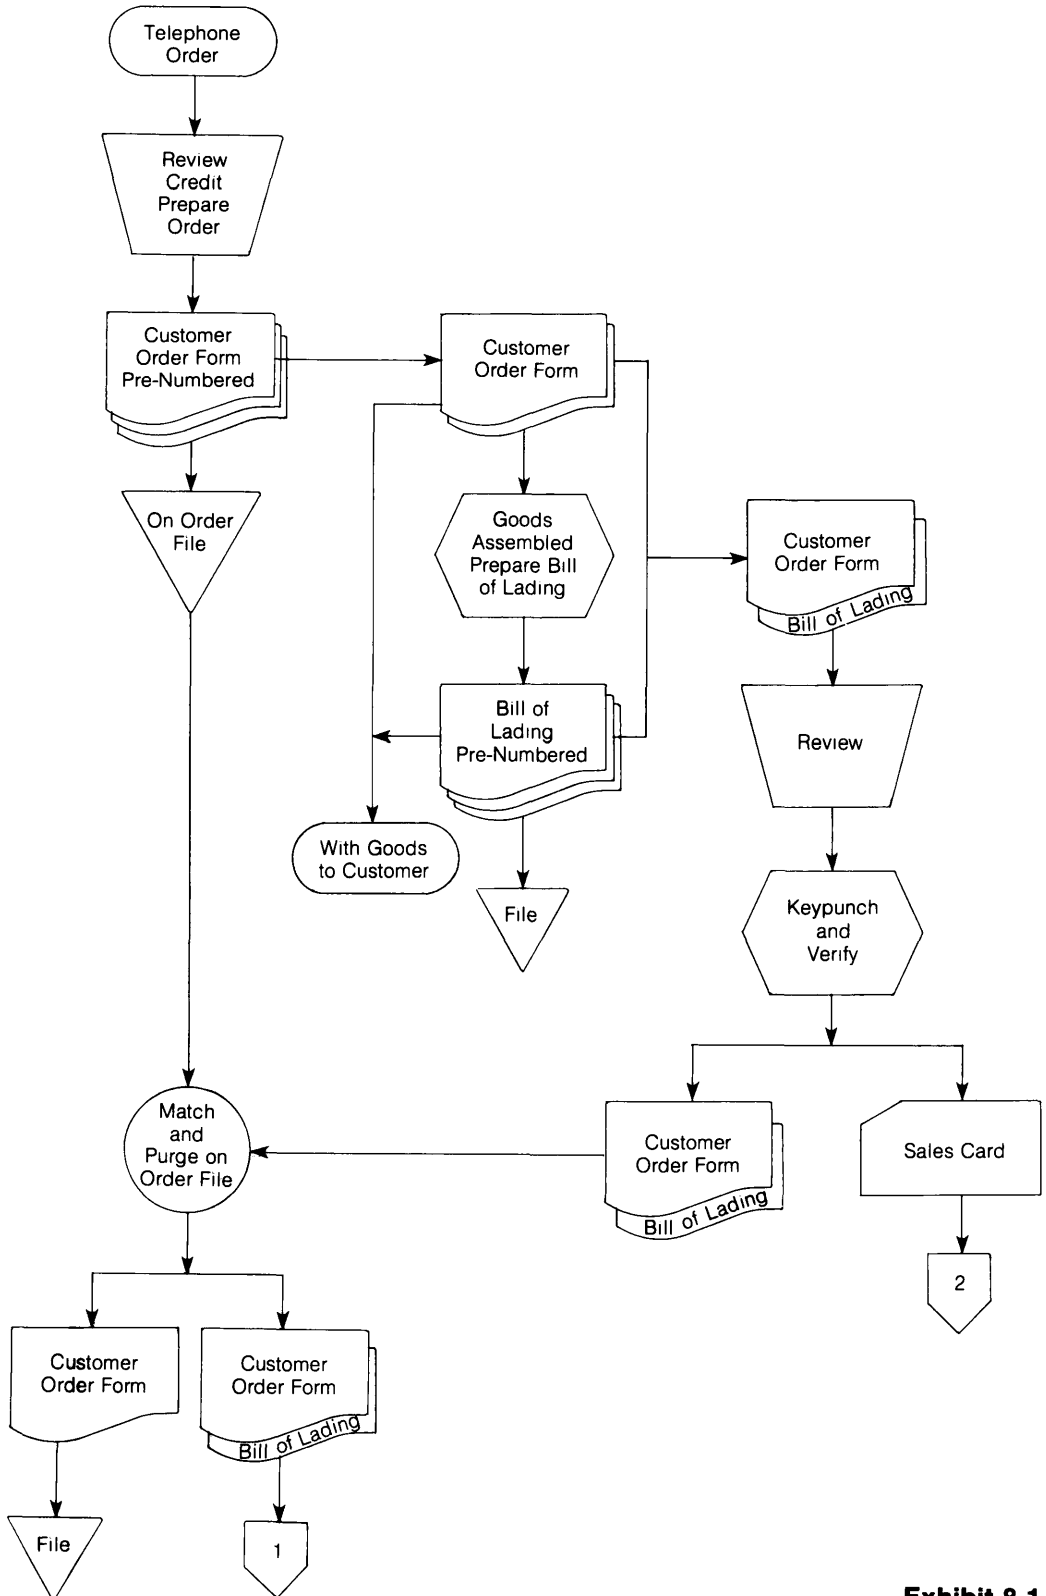 Telephone
Order
Review
Credit
Prepare
Order
Customer
Order Form
Pre-Numbered
Customer
Order Form
On Order
File
Goods
Assembled
Prepare Bill
of Lading
Customer
Order Form
Bill of Lading
Bill of
Lading
Pre-Numbered
Review
With Goods
to Customer
File
Keypunch
and
Verify
Match
and
Purge on
Order File
Customer
Order Form
Bill of Lading
Sales Card
2
Customer
Order Form
Customer
Order Form
Bill of Lading
File
1
Exhibit 8.1